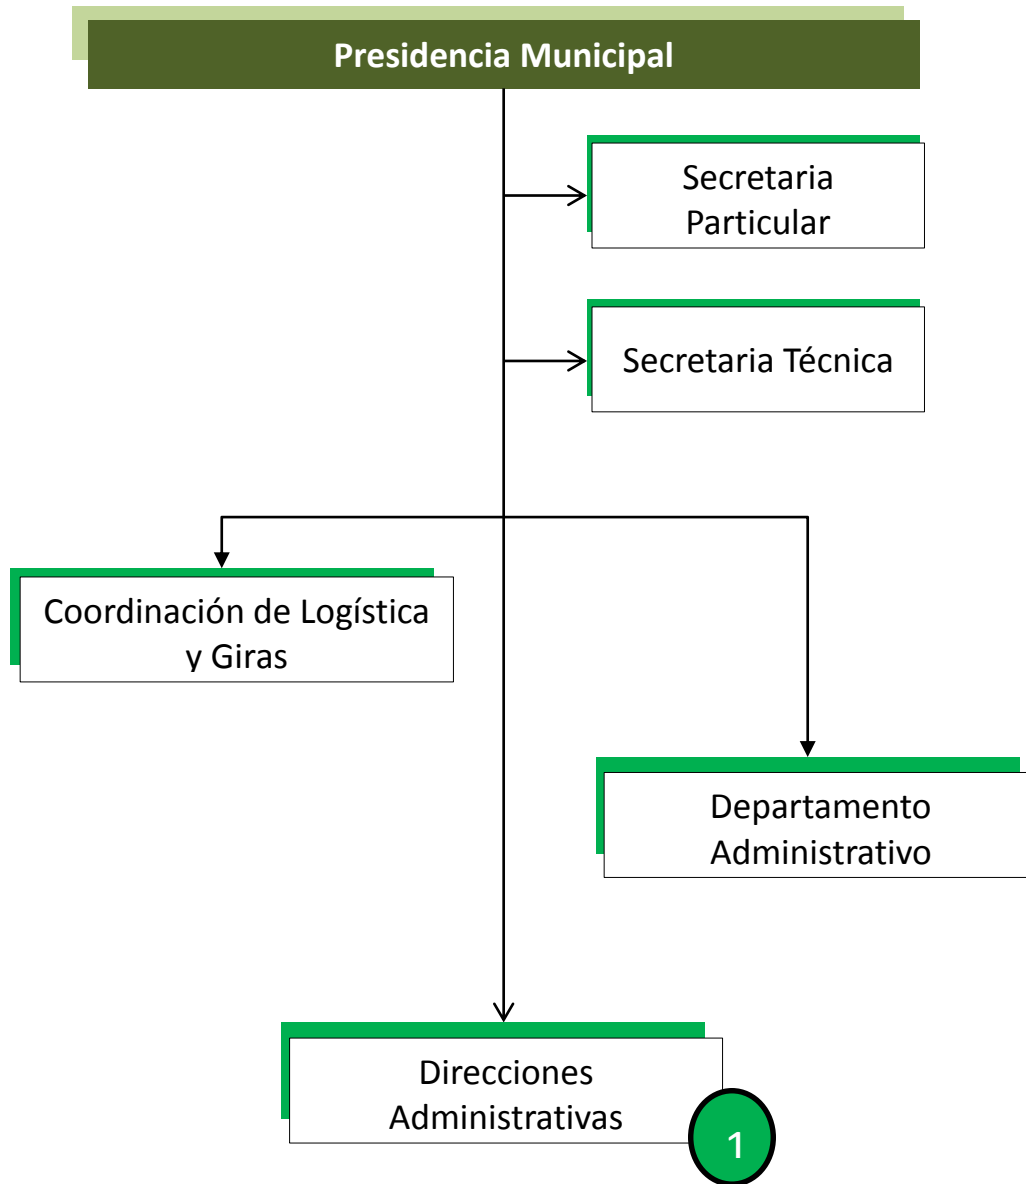 Presidencia Municipal
Secretaria
Particular
Secretaria Técnica
Coordinación de Logística
y Giras
Departamento
Administrativo
Direcciones
Administrativas
1